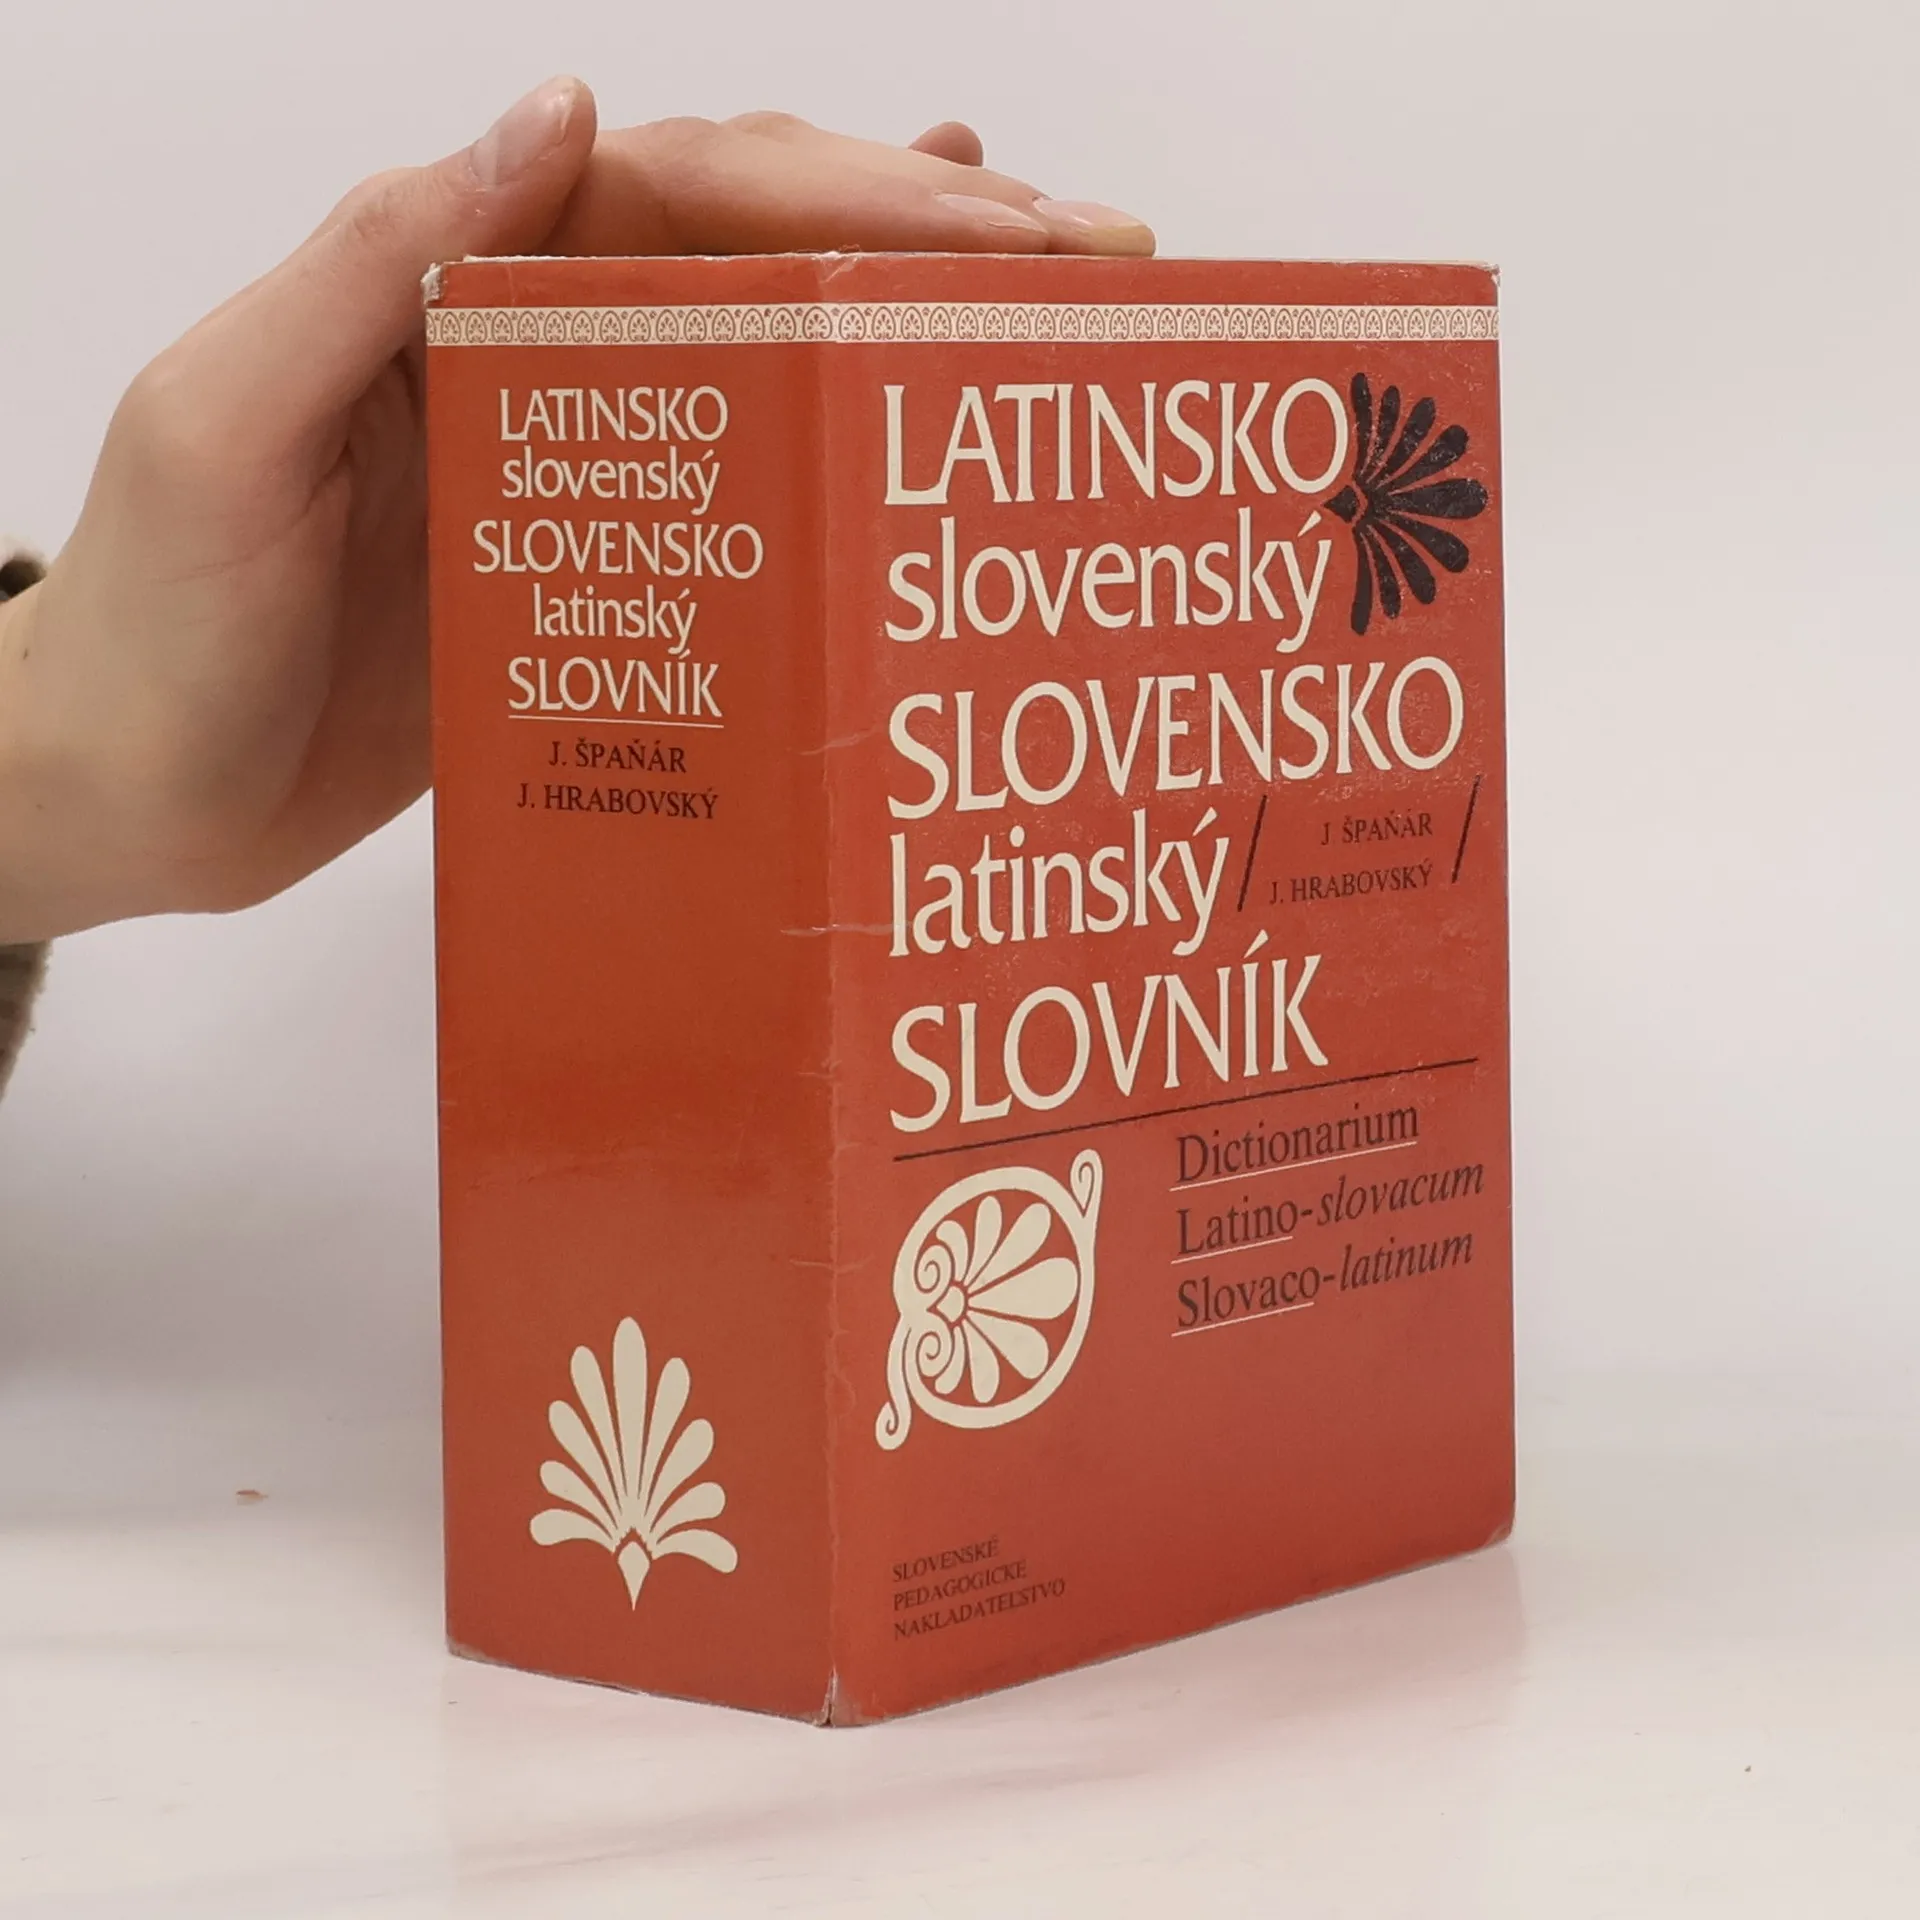 LATINSKO
slovenský
SLOVENSKO
latinský
SLOVNÍK
J. ŠPAŇÁR
J. HRABOVSKÝ
LATINSKO
slovenský
SLOVENSKO
latinský
J. ŠPAŇÁR
J. HRABOVSKÝ
SLOVNÍK
Dictionarium
Latino-slovacum
Slovaco-latinum
SLOVENSKÉ
PEDAGOGICKÉ
NAKLADATEĽSTVO